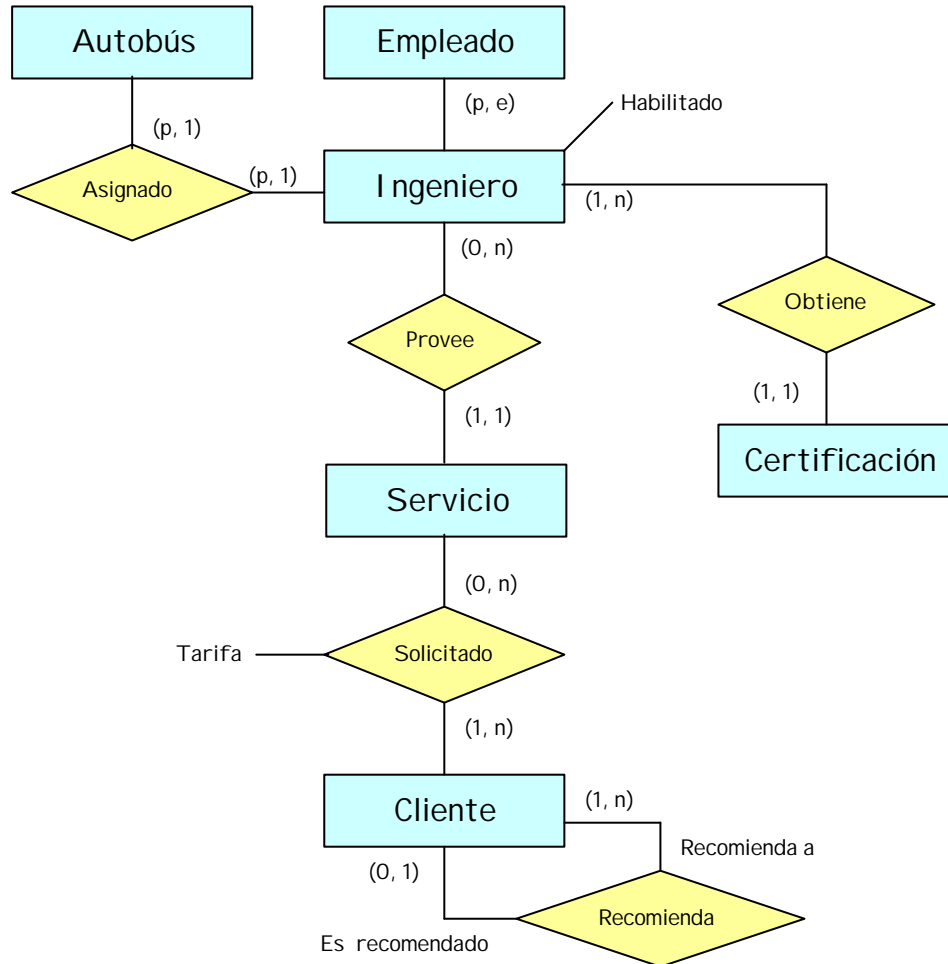 Autobús
Empleado
(p, 1)
(p, e)
Habilitado
Asignado
(p, 1)
Ingeniero
(1, n)
(0, n)
Obtiene
Provee
(1, 1)
(1, 1)
Certificación
Servicio
(0, n)
Tarifa
Solicitado
(1, n)
Cliente
(1, n)
(0, 1)
Recomienda a
Recomienda
Es recomendado